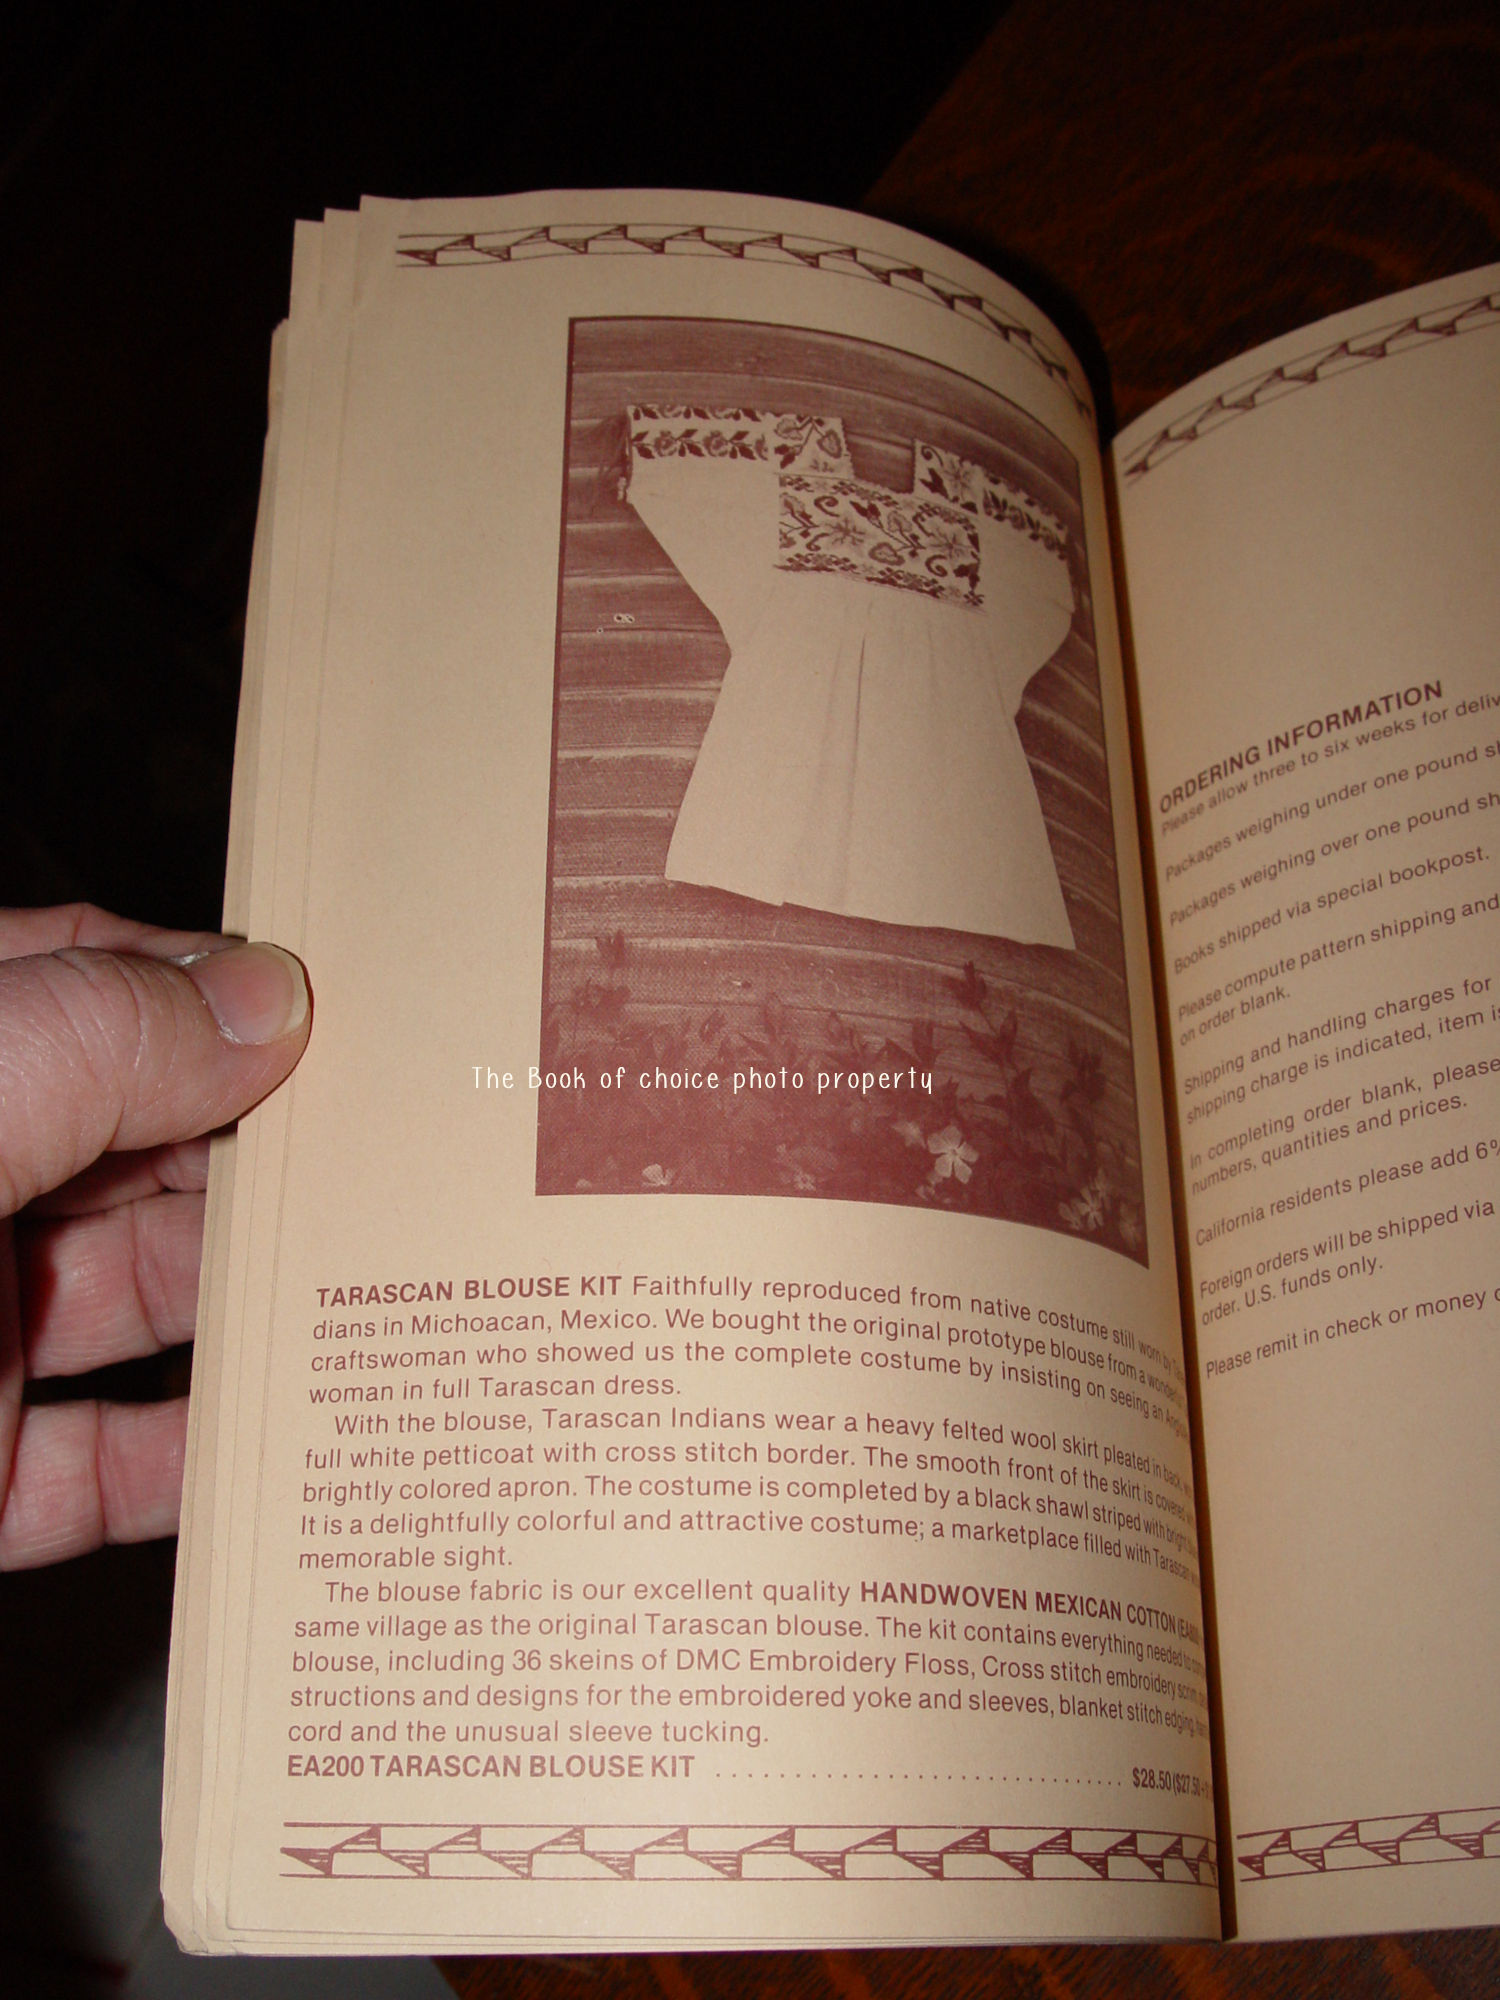 TARASCAN BLOUSE KIT Faithfully reproduced from native costume still worn by
dians in Michoacan, Mexico. We bought the original prototype blouse from a
craftswoman who showed us the complete costume by insisting on seeing an
woman in full Tarascan dress.
With the blouse, Tarascan Indians wear a heavy felted wool skirt pleated in back,
full white petticoat with cross stitch border. The smooth front of the skirt is covered
brightly colored apron. The costume is completed by a black shawl striped with bright
It is a delightfully colorful and attractive costume; a marketplace filled with Tarascan
memorable sight.
The blouse fabric is our excellent quality HANDWOVEN MEXICAN COTTON
same village as the original Tarascan blouse. The kit contains everything needed to
blouse, including 36 skeins of DMC Embroidery Floss, Cross stitch embroidery scrim,
structions and designs for the embroidered yoke and sleeves, blanket stitch edging,
cord and the unusual sleeve tucking.
EA200 TARASCAN BLOUSE KIT . . . . . . . . . . . . . . . . . . . . . . . . . . . . . . $28.50 ($27.50
The Book of choice photo property
ORDERING INFORMATION
Please allow three to six weeks for
Packages weighing under one pound
Packages weighing over one pound
Books shipped via special bookpost.
Please compute pattern shipping and
on order blank.
Shipping and handling charges for
shipping charge is indicated, item
In completing order blank, please
numbers, quantities and prices.
California residents please add 6%
Foreign orders will be shipped via
order. U.S. funds only.
Please remit in check or money